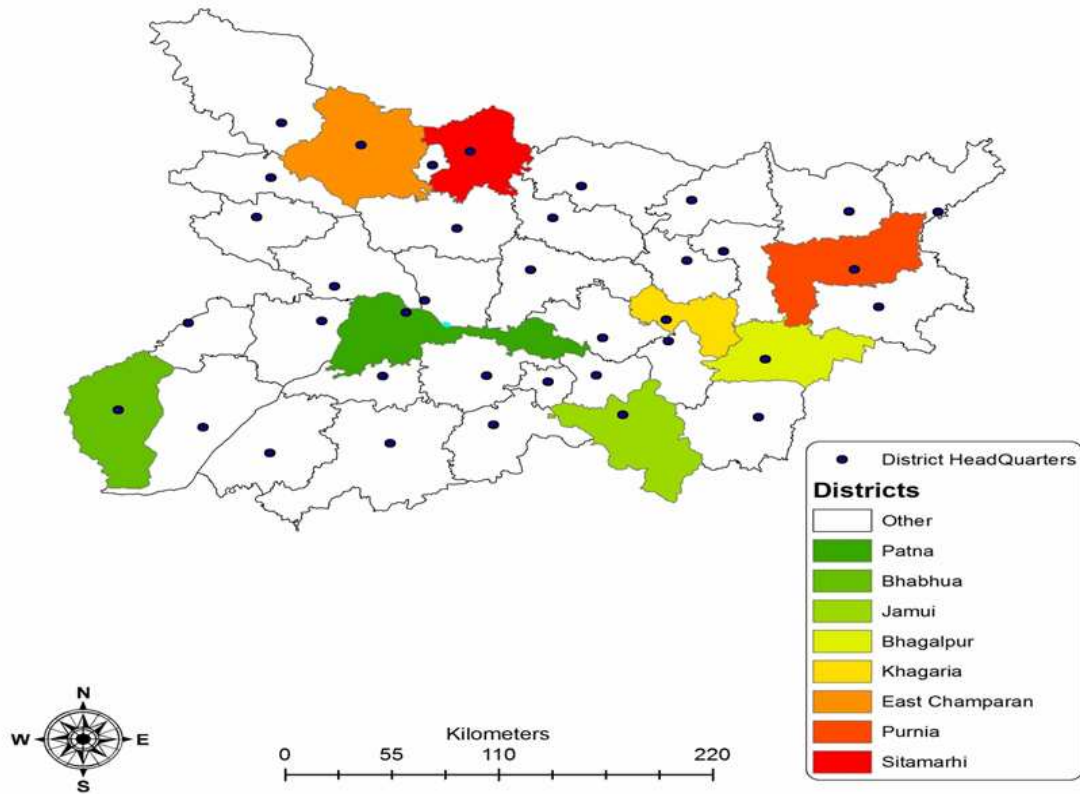 District HeadQuarters
Districts
Other
Patna
Bhabhua
Jamui
Bhagalpur
Khagaria
East Champaran
Purnia
Sitamarhi
N
W E
S
Kilometers
0 55 110 220